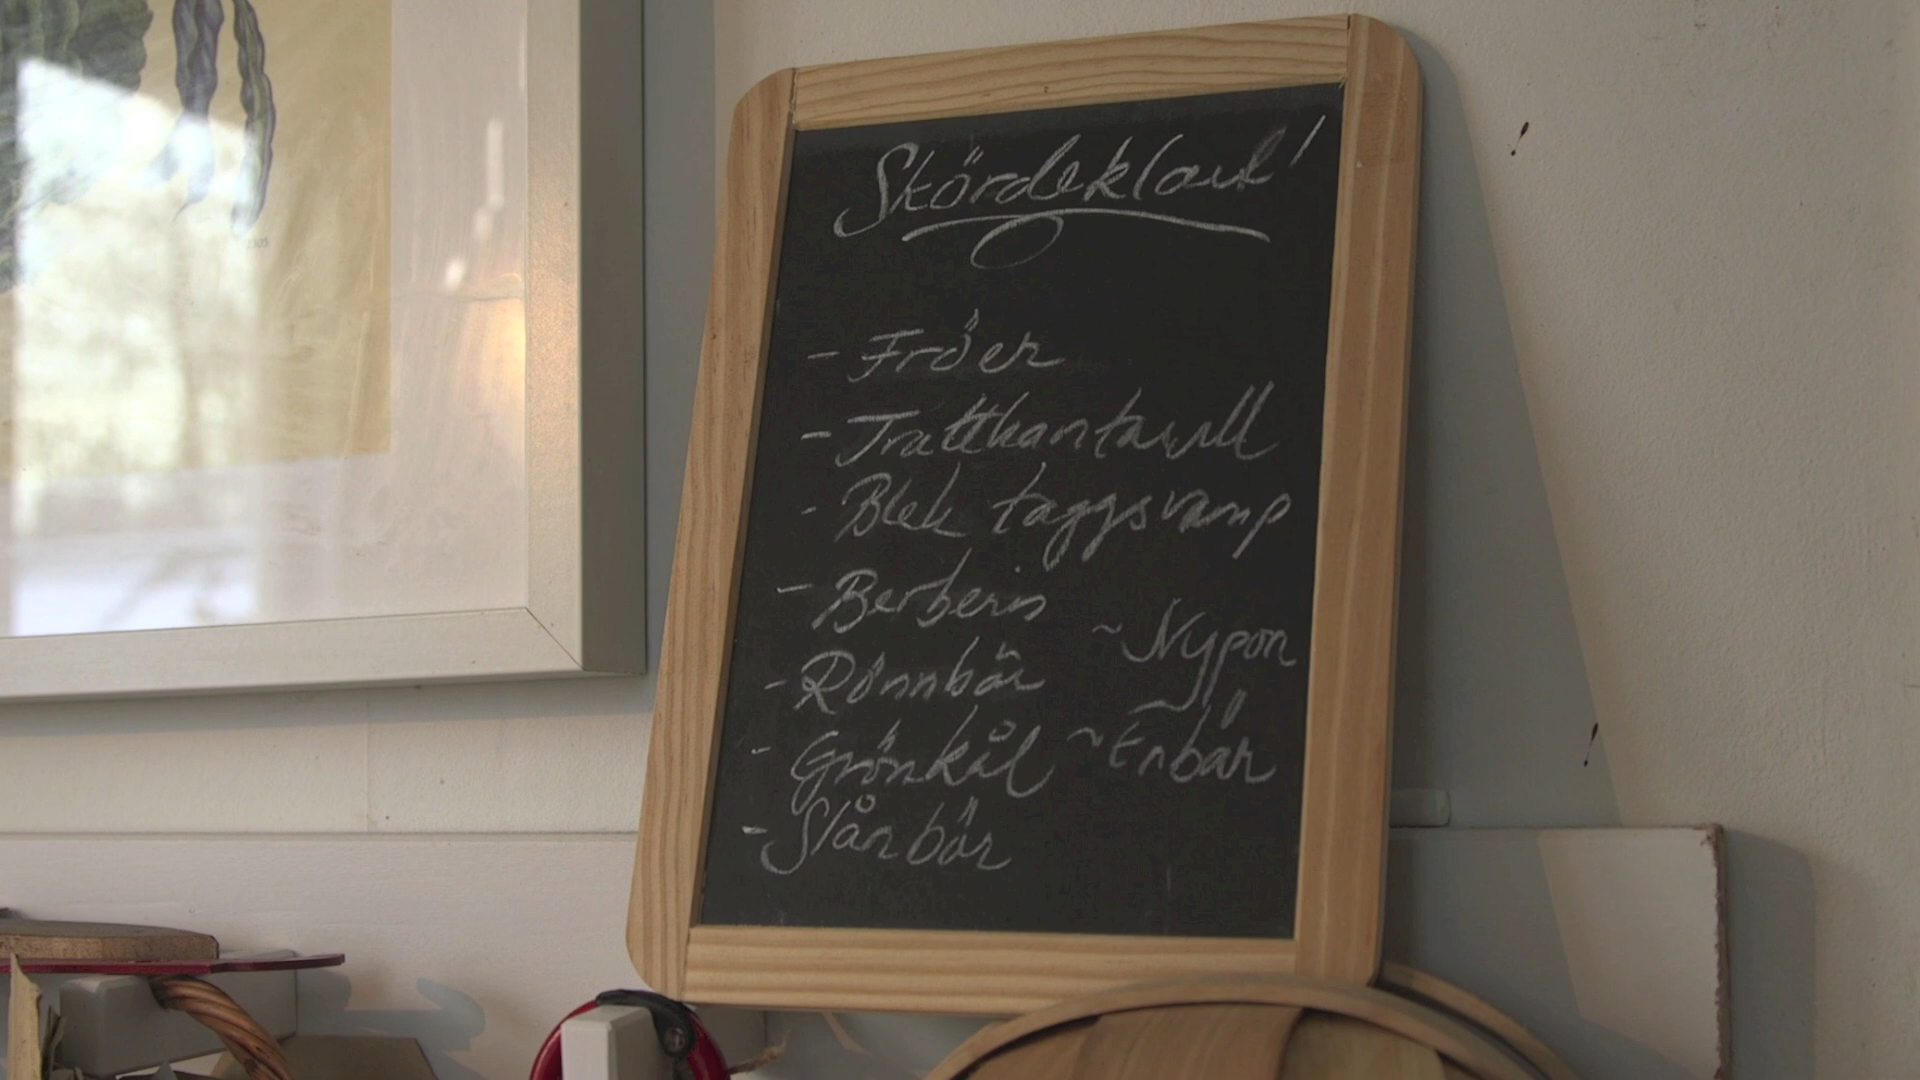 Skördeklart!
- Fröer
- Trattkantarell
- Blek taggsvamp
- Berberis
- Rönnbär
~ Nypon
- Grönkål
~ Enbär
- Slånbär